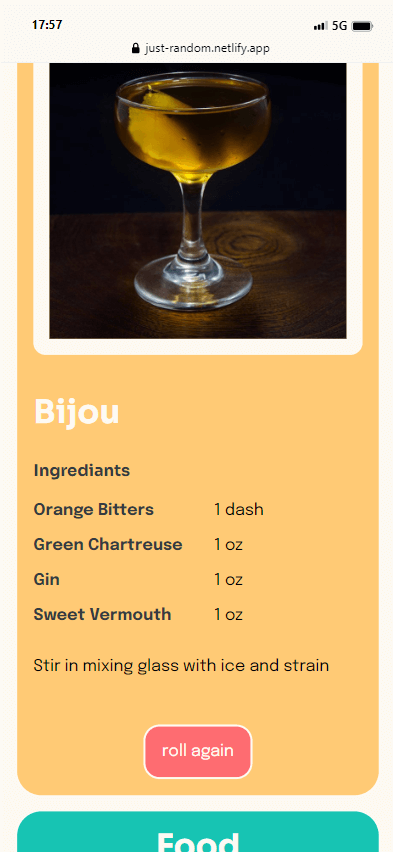 17:57
5G
just-random.netlify.app
Bijou
Ingrediants
Orange Bitters 1 dash
Green Chartreuse 1 oz
Gin 1 oz
Sweet Vermouth 1 oz
Stir in mixing glass with ice and strain
roll again
Food